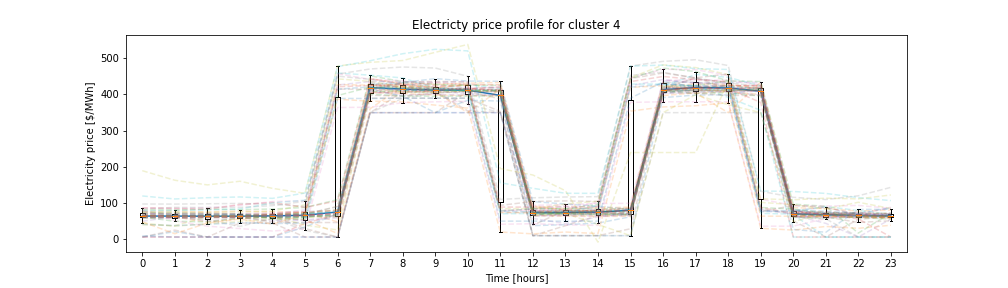 Electricty price profile for cluster 4
Electricity price [$/MWh]
500
400
300
200
100
0
0 1 2 3 4 5 6 7 8 9 10 11 12 13 14 15 16 17 18 19 20 21 22 23
Time [hours]